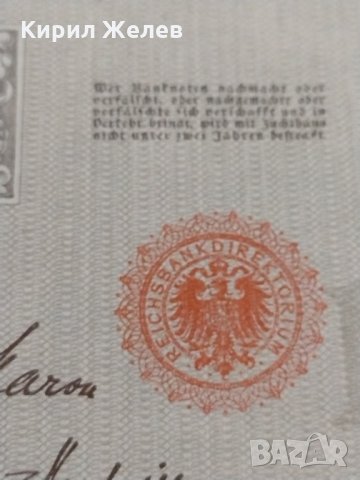 Кирил Желев
Wer Banknoten nachmacht oder
verfälscht, oder nachgemachte oder
verfälschte sich verschafft und in
Verkehr bringt, wird mit Zuchthaus
nicht unter zwei Jahren bestraft
REICHSBANKDIREKTORIUM
BAZAR